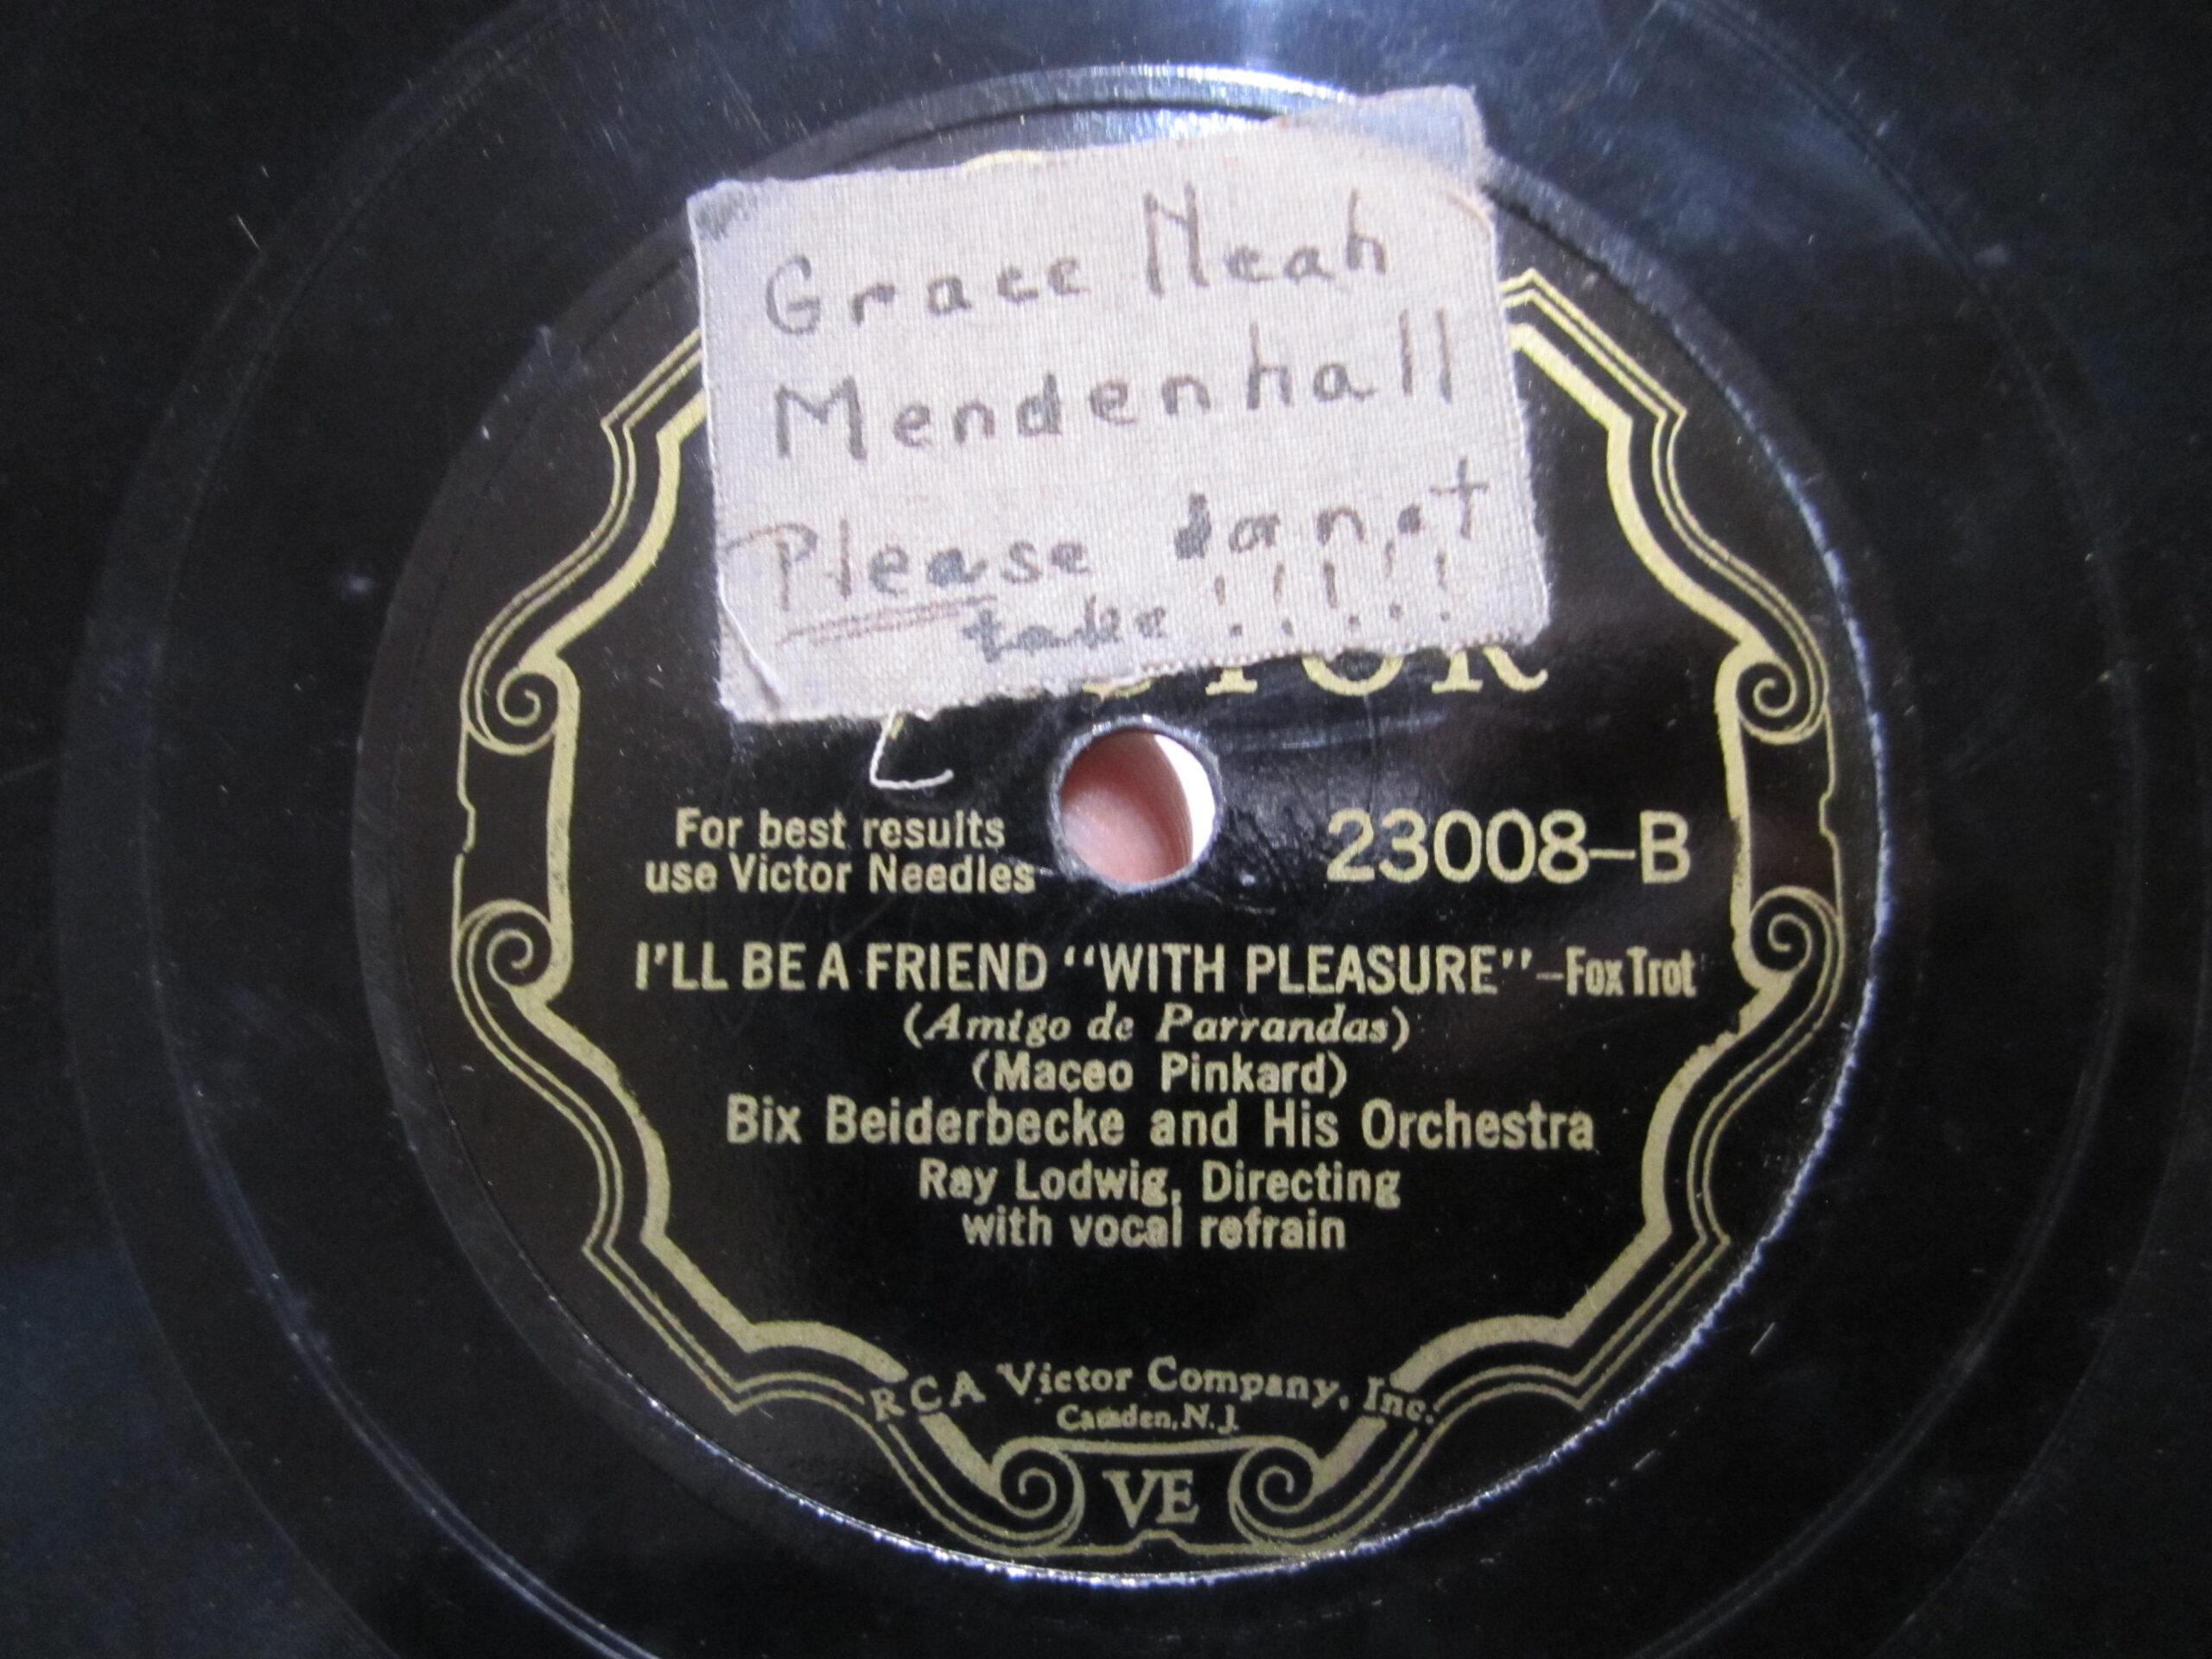 Grace Neah
Mendenhall
Please do not
take !!!!!
For best results
use Victor Needles
23008-B
I'LL BE A FRIEND "WITH PLEASURE"-Fox Trot
(Amigo de Parrandas)
(Maceo Pinkard)
Bix Beiderbecke and His Orchestra
Ray Lodwig, Directing
with vocal refrain
RCA Victor Company, Inc.
Camden, N.J.
VE